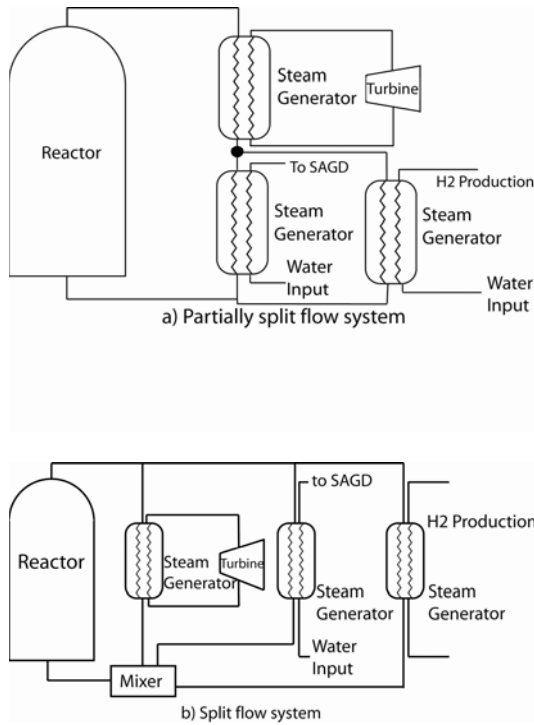 Reactor
Steam
Generator
Turbine
To SAGD
Steam
Generator
Water
Input
H2 Production
Steam
Generator
Water
Input
a) Partially split flow system
Reactor
Steam
Generator
Turbine
to SAGD
Steam
Generator
Water
Input
H2 Production
Steam
Generator
Mixer
b) Split flow system